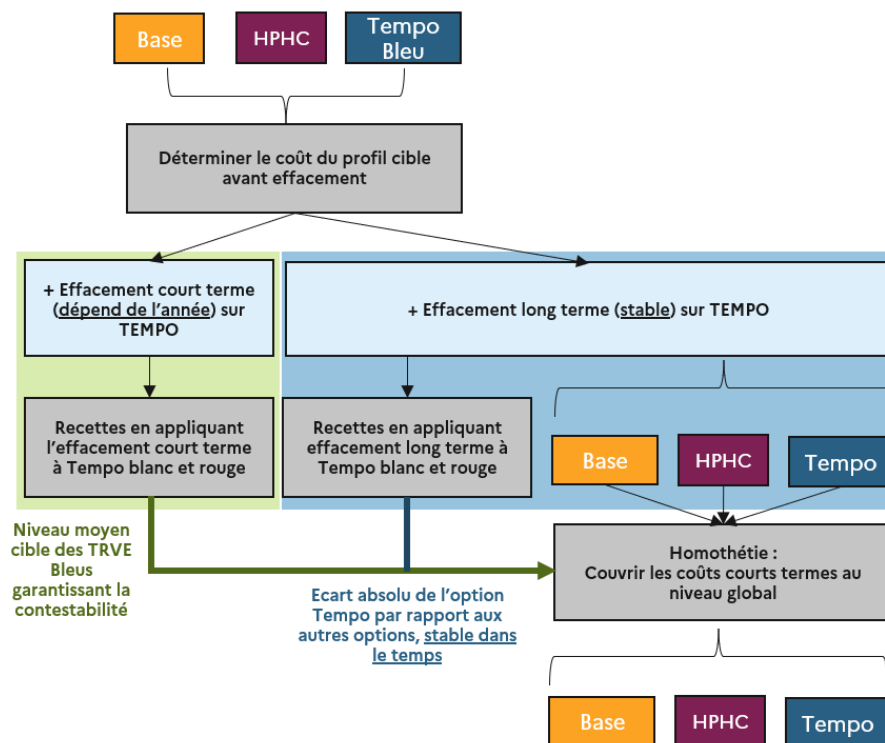 Base
HPHC
Tempo
Bleu
Déterminer le coût du profil cible
avant effacement
+ Effacement court terme
(dépend de l'année) sur
TEMPO
+ Effacement long terme (stable) sur TEMPO
Recettes en appliquant
l'effacement court terme
à Tempo blanc et rouge
Recettes en appliquant
effacement long terme à
Tempo blanc et rouge
Base
HPHC
Tempo
Niveau moyen
cible des TRVE
Bleus
garantissant la
contestabilité
Ecart absolu de l'option
Tempo par rapport aux
autres options, stable dans
le temps
Homothétie :
Couvrir les coûts courts termes au
niveau global
Base
HPHC
Tempo